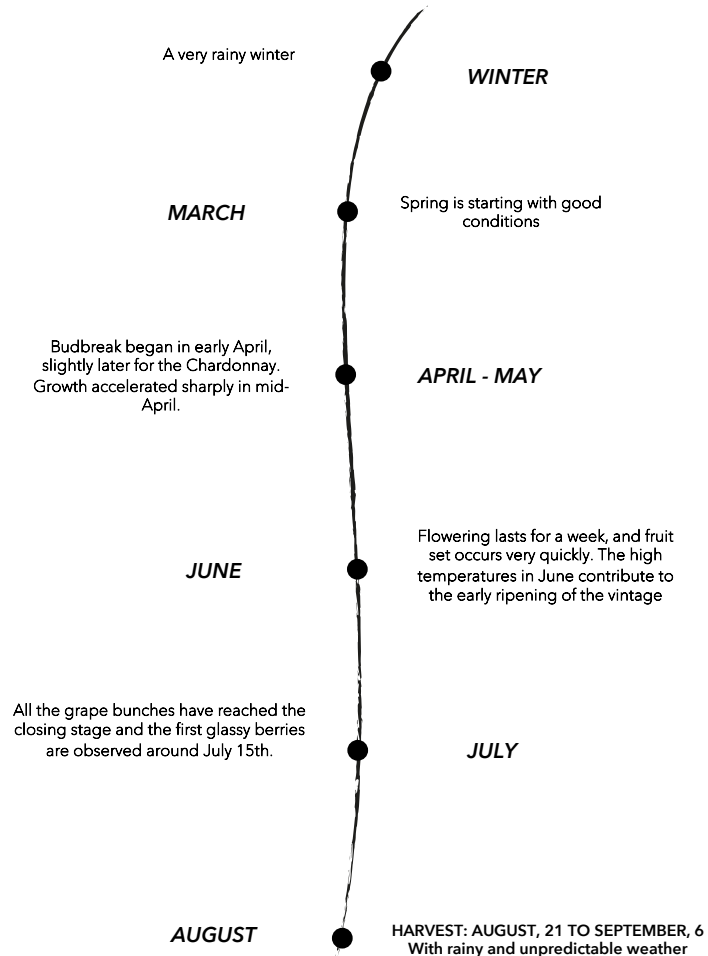 A very rainy winter
WINTER
MARCH
Spring is starting with good
conditions
Budbreak began in early April,
slightly later for the Chardonnay.
Growth accelerated sharply in mid-
April.
APRIL - MAY
JUNE
Flowering lasts for a week, and fruit
set occurs very quickly. The high
temperatures in June contribute to
the early ripening of the vintage
All the grape bunches have reached the
closing stage and the first glassy berries
are observed around July 15th.
JULY
AUGUST
HARVEST: AUGUST, 21 TO SEPTEMBER, 6
With rainy and unpredictable weather